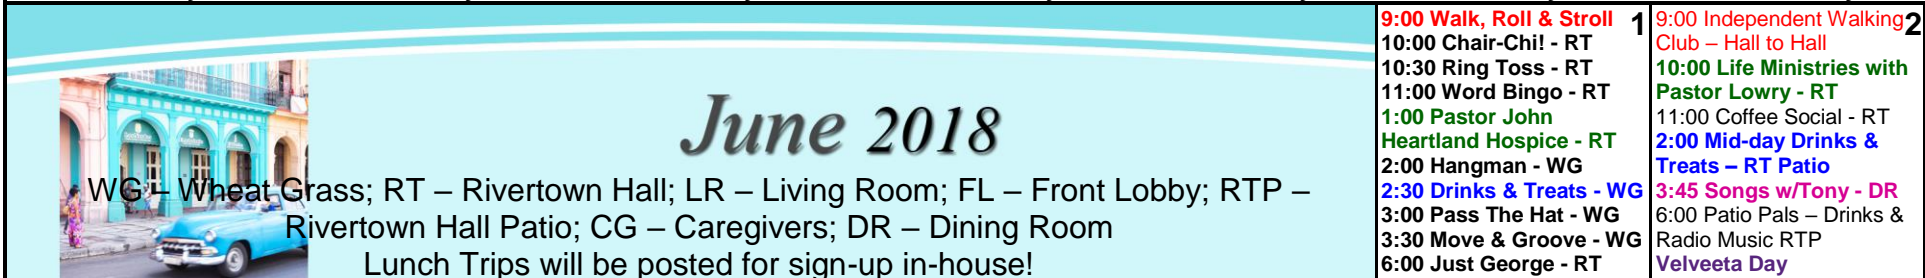 June 2018
WG – Wheat Grass; RT – Rivertown Hall; LR – Living Room; FL – Front Lobby; RTP –
Rivertown Hall Patio; CG – Caregivers; DR – Dining Room
Lunch Trips will be posted for sign-up in-house!
1
9:00 Walk, Roll & Stroll
10:00 Chair-Chi! - RT
10:30 Ring Toss - RT
11:00 Word Bingo - RT
1:00 Pastor John
Heartland Hospice - RT
2:00 Hangman - WG
2:30 Drinks & Treats - WG
3:00 Pass The Hat - WG
3:30 Move & Groove - WG
6:00 Just George - RT
2
9:00 Independent Walking
Club – Hall to Hall
10:00 Life Ministries with
Pastor Lowry - RT
11:00 Coffee Social - RT
2:00 Mid-day Drinks &
Treats – RT Patio
3:45 Songs w/Tony - DR
6:00 Patio Pals – Drinks &
Radio Music RTP
Velveeta Day